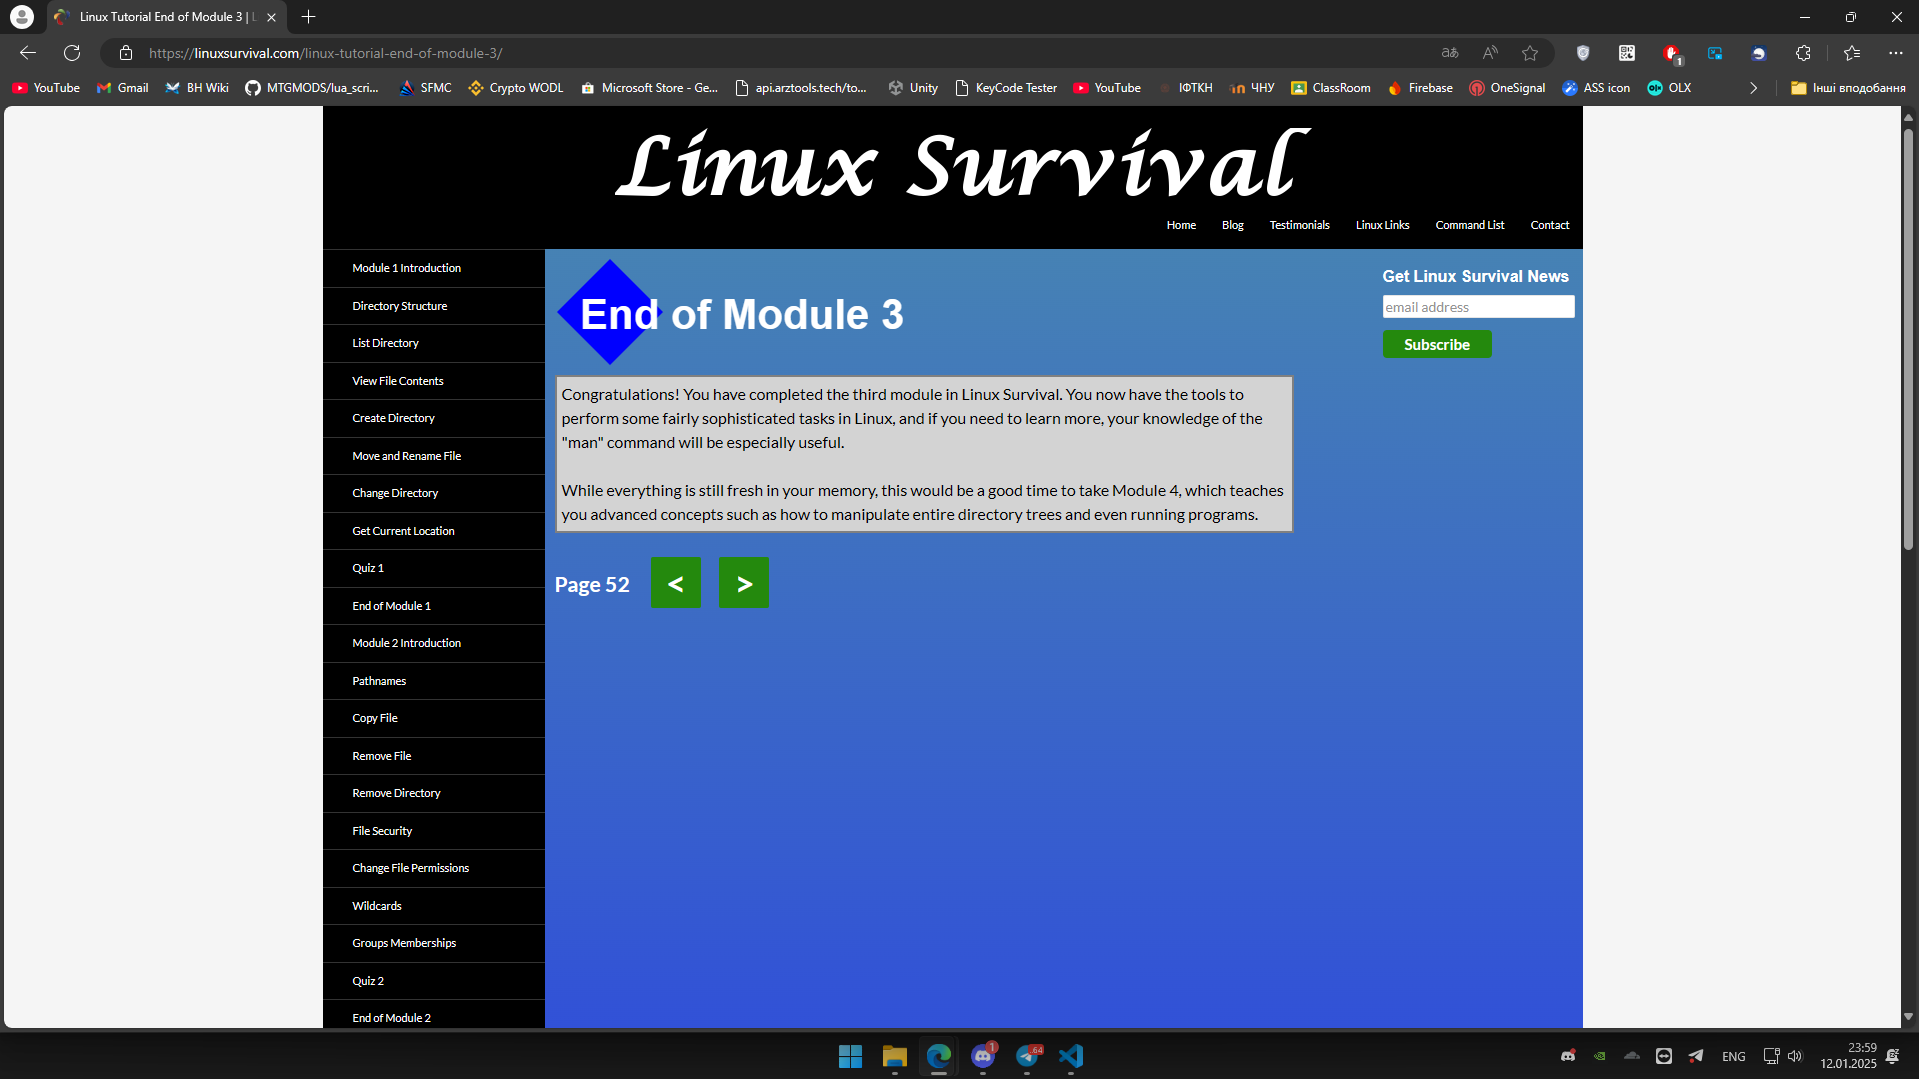 Linux Tutorial End of Module 3 | L
https://linuxsurvival.com/linux-tutorial-end-of-module-3/
YouTube
Gmail
BH Wiki
MTGMODS/lua_scri...
SFMC
Crypto WODL
Microsoft Store - Ge...
api.arztools.tech/to...
Unity
KeyCode Tester
YouTube
ІФТКН
ЧНУ
ClassRoom
Firebase
OneSignal
ASS icon
OLX
Інші вподобання
Linux Survival
Home
Blog
Testimonials
Linux Links
Command List
Contact
Module 1 Introduction
Directory Structure
List Directory
View File Contents
Create Directory
Move and Rename File
Change Directory
Get Current Location
Quiz 1
End of Module 1
Module 2 Introduction
Pathnames
Copy File
Remove File
Remove Directory
File Security
Change File Permissions
Wildcards
Groups Memberships
Quiz 2
End of Module 2
End of Module 3
Congratulations! You have completed the third module in Linux Survival. You now have the tools to
perform some fairly sophisticated tasks in Linux, and if you need to learn more, your knowledge of the
"man" command will be especially useful.
While everything is still fresh in your memory, this would be a good time to take Module 4, which teaches
you advanced concepts such as how to manipulate entire directory trees and even running programs.
Page 52
<
>
Get Linux Survival News
email address
Subscribe
1
64
ENG
23:59
12.01.2025